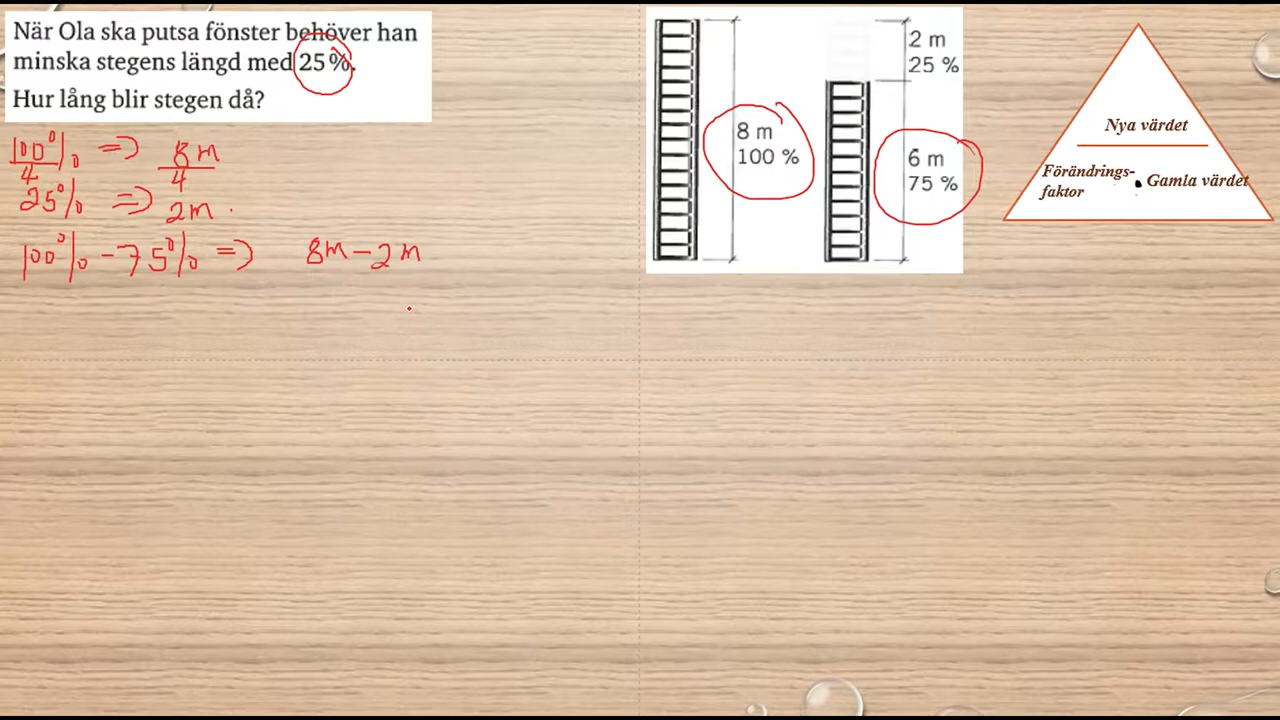 När Ola ska putsa fönster behöver han
minska stegens längd med 25 %.
Hur lång blir stegen då?
100% => 8 m
4 4
25% => 2m.
100% - 75% => 8m - 2m
8 m
100 %
2 m
25 %
6 m
75 %
Nya värdet
Förändrings-
faktor • Gamla värdet